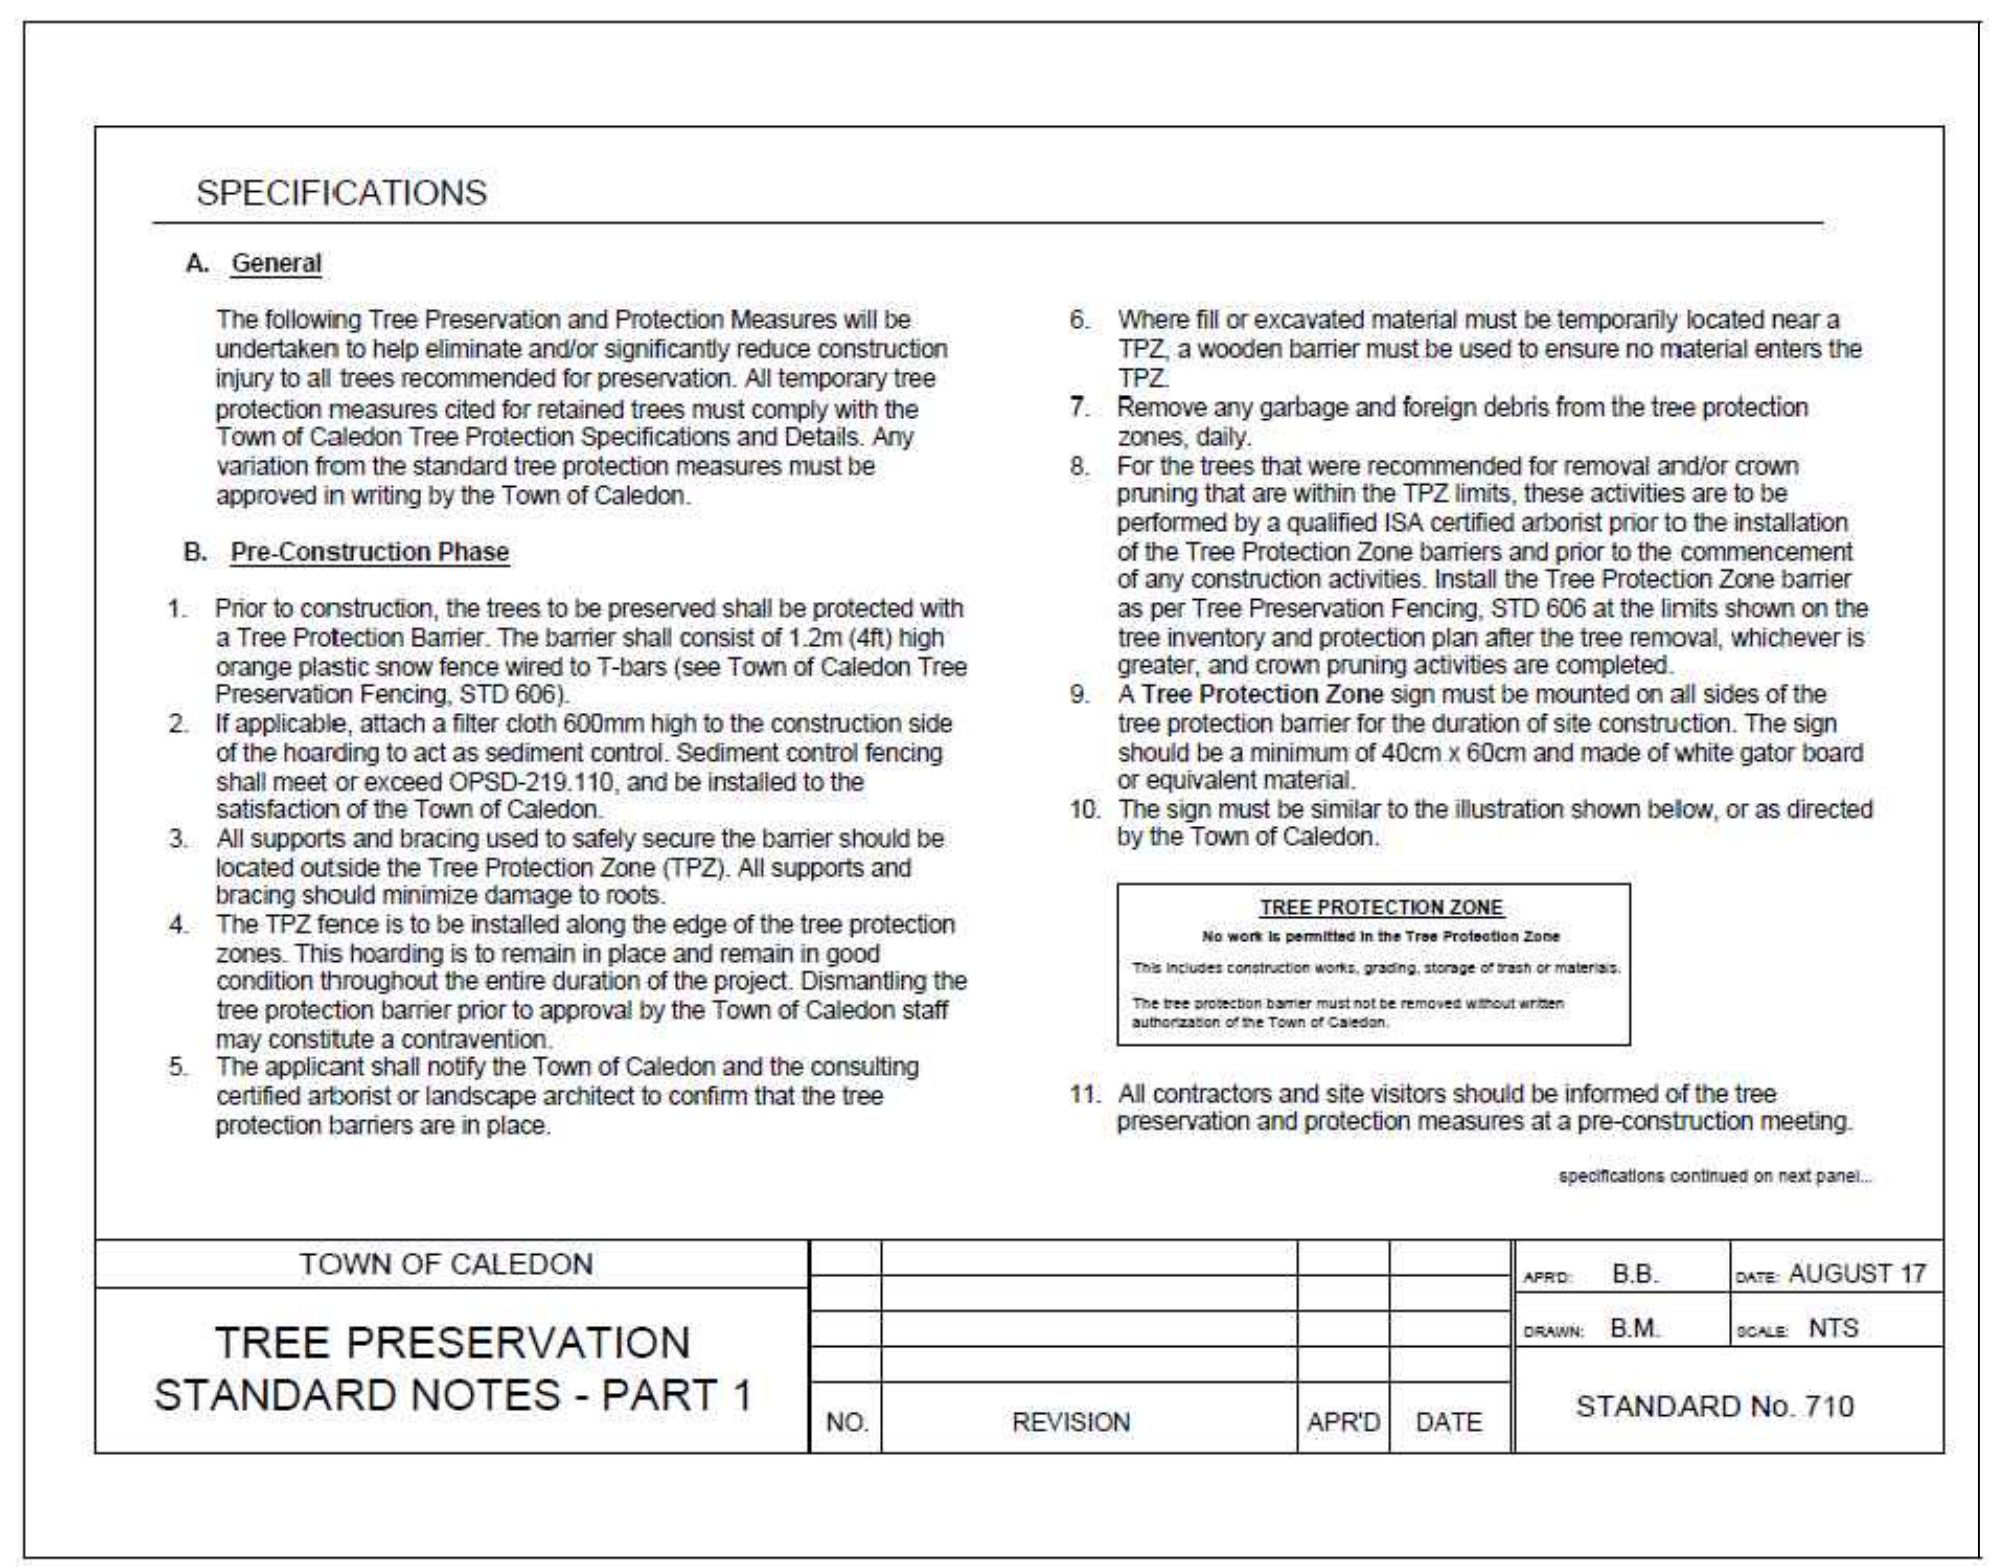 SPECIFICATIONS
A. General
The following Tree Preservation and Protection Measures will be
undertaken to help eliminate and/or significantly reduce construction
injury to all trees recommended for preservation. All temporary tree
protection measures cited for retained trees must comply with the
Town of Caledon Tree Protection Specifications and Details. Any
variation from the standard tree protection measures must be
approved in writing by the Town of Caledon.
B. Pre-Construction Phase
1. Prior to construction, the trees to be preserved shall be protected with
a Tree Protection Barrier. The barrier shall consist of 1.2m (4ft) high
orange plastic snow fence wired to T-bars (see Town of Caledon Tree
Preservation Fencing, STD 606).
2. If applicable, attach a filter cloth 600mm high to the construction side
of the hoarding to act as sediment control. Sediment control fencing
shall meet or exceed OPSD-219.110, and be installed to the
satisfaction of the Town of Caledon.
3. All supports and bracing used to safely secure the barrier should be
located outside the Tree Protection Zone (TPZ). All supports and
bracing should minimize damage to roots.
4. The TPZ fence is to be installed along the edge of the tree protection
zones. This hoarding is to remain in place and remain in good
condition throughout the entire duration of the project. Dismantling the
tree protection barrier prior to approval by the Town of Caledon staff
may constitute a contravention.
5. The applicant shall notify the Town of Caledon and the consulting
certified arborist or landscape architect to confirm that the tree
protection barriers are in place.
6. Where fill or excavated material must be temporarily located near a
TPZ, a wooden barrier must be used to ensure no material enters the
TPZ.
7. Remove any garbage and foreign debris from the tree protection
zones, daily.
8. For the trees that were recommended for removal and/or crown
pruning that are within the TPZ limits, these activities are to be
performed by a qualified ISA certified arborist prior to the installation
of the Tree Protection Zone barriers and prior to the commencement
of any construction activities. Install the Tree Protection Zone barrier
as per Tree Preservation Fencing, STD 606 at the limits shown on the
tree inventory and protection plan after the tree removal, whichever is
greater, and crown pruning activities are completed.
9. A Tree Protection Zone sign must be mounted on all sides of the
tree protection barrier for the duration of site construction. The sign
should be a minimum of 40cm x 60cm and made of white gator board
or equivalent material.
10. The sign must be similar to the illustration shown below, or as directed
by the Town of Caledon.
TREE PROTECTION ZONE
No work is permitted in the Tree Protection Zone
This includes construction works, grading, storage of trash or materials.
The tree protection barrier must not be removed without written
authorization of the Town of Caledon.
11. All contractors and site visitors should be informed of the tree
preservation and protection measures at a pre-construction meeting.
specifications continued on next panel...
TOWN OF CALEDON
TREE PRESERVATION
STANDARD NOTES - PART 1
NO. REVISION APR'D DATE
APR'D: B.B. DATE: AUGUST 17
DRAWN: B.M. SCALE: NTS
STANDARD No. 710